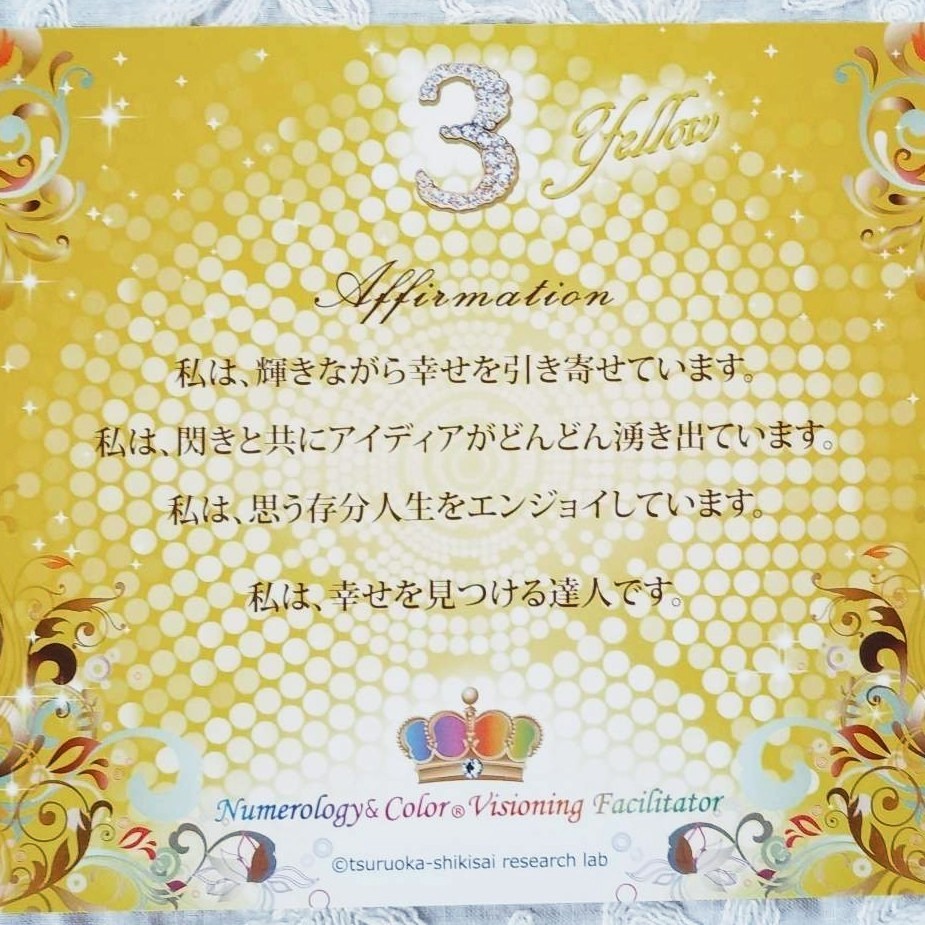 3 Yellow
Affirmation
私は、輝きながら幸せを引き寄せています。
私は、閃きと共にアイディアがどんどん湧き出ています。
私は、思う存分人生をエンジョイしています。
私は、幸せを見つける達人です。
Numerology&Color®Visioning Facilitator
©tsuruoka-shikisai research lab